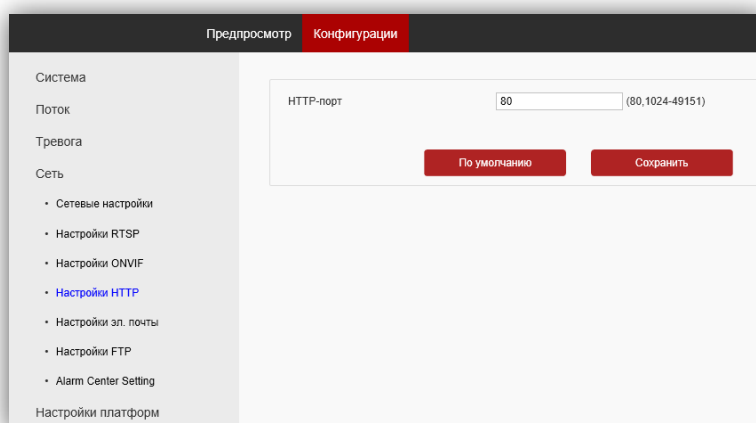 Предпросмотр Конфигурации
Система
Поток
Тревога
Сеть
• Сетевые настройки
• Настройки RTSP
• Настройки ONVIF
• Настройки HTTP
• Настройки эл. почты
• Настройки FTP
• Alarm Center Setting
Настройки платформ
HTTP-порт 80 (80,1024-49151)
По умолчанию Сохранить